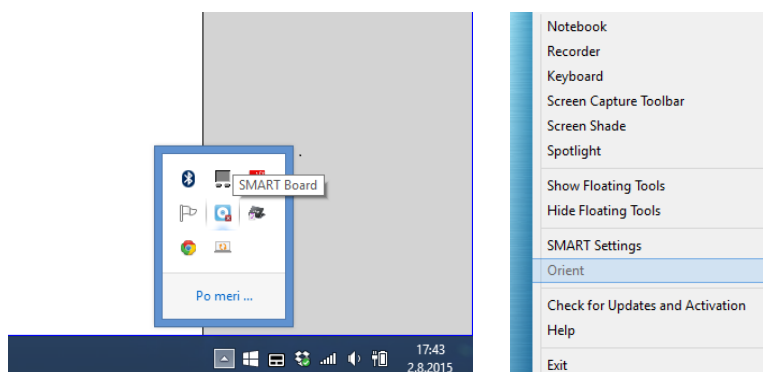 SMART Board
Po meri ...
17:43
2.8.2015
Notebook
Recorder
Keyboard
Screen Capture Toolbar
Screen Shade
Spotlight
Show Floating Tools
Hide Floating Tools
SMART Settings
Orient
Check for Updates and Activation
Help
Exit